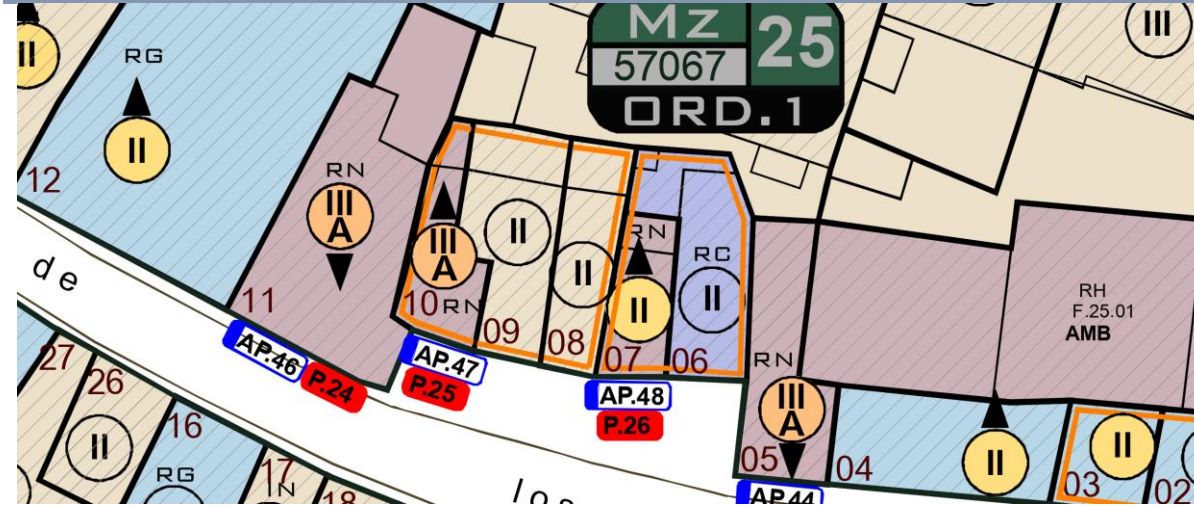 Mz
25
57067
ORD.1
II
III
RG
II
12
RN
III
A
11
III
A
10
RN
II
09
II
08
RN
II
07
RC
II
06
RH
F.25.01
AMB
RN
III
A
05
04
II
II
03
02
AP.46
P.24
AP.47
P.25
AP.48
P.26
AP.44
de
los
27
26
II
16
RG
17
18